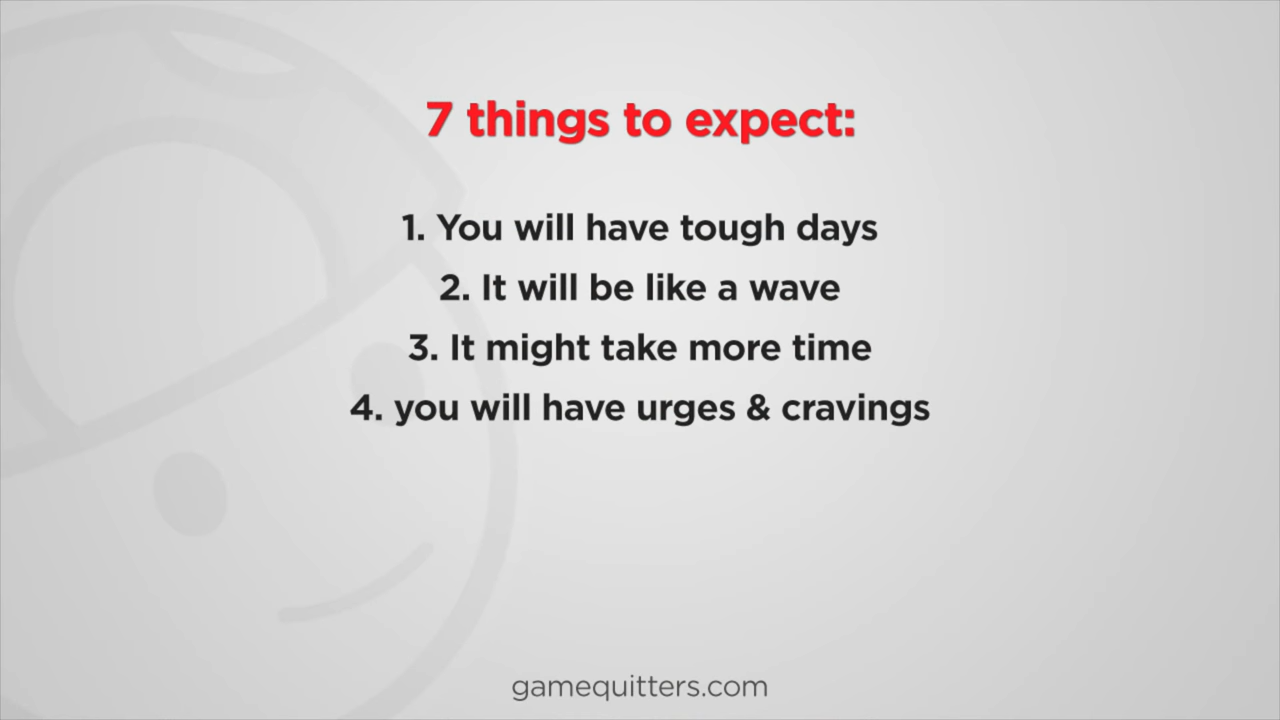 7 things to expect:
1. You will have tough days
2. It will be like a wave
3. It might take more time
4. you will have urges & cravings
gamequitters.com